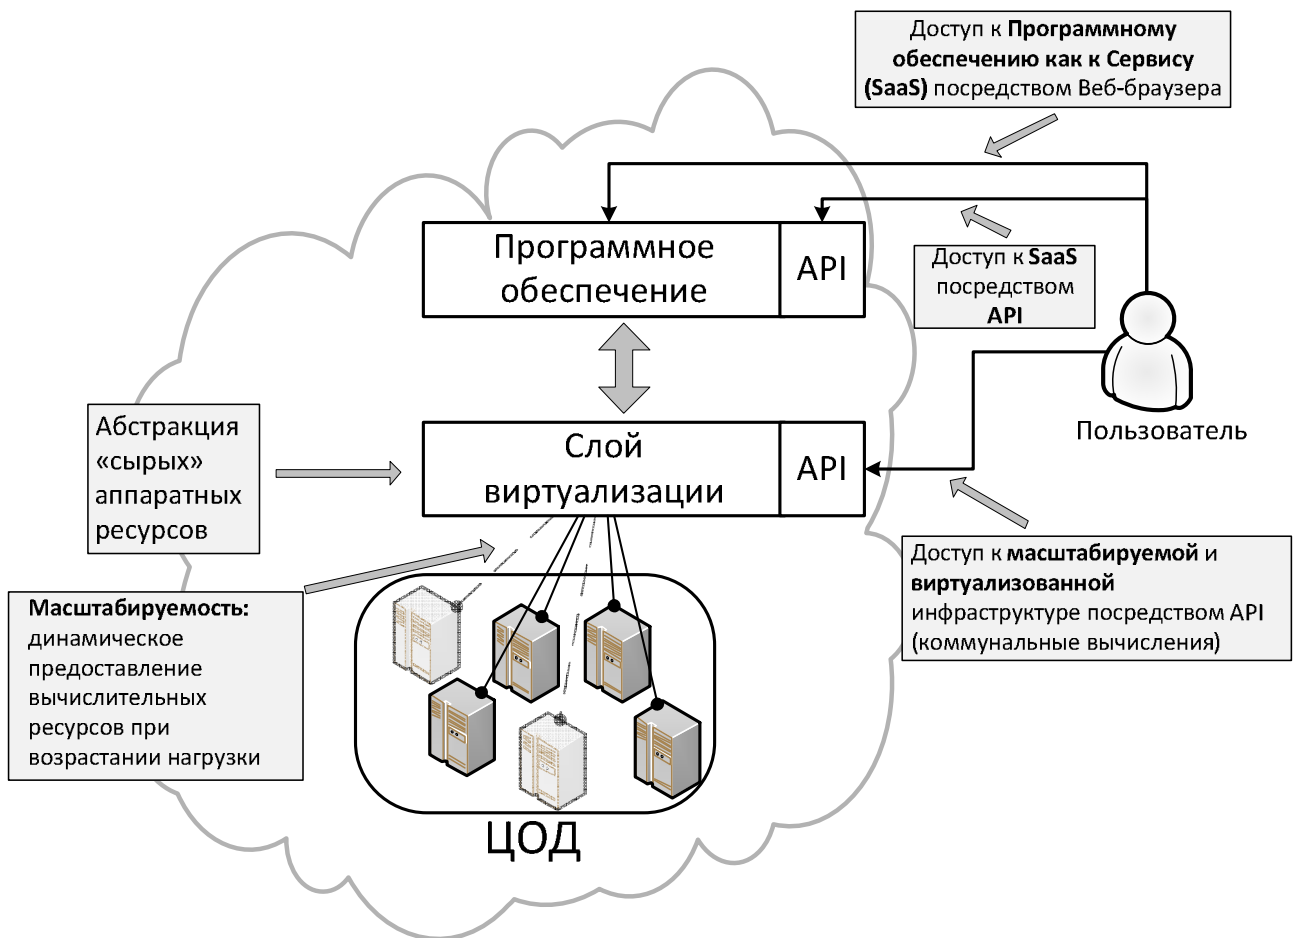 Доступ к Программному
обеспечению как к Сервису
(SaaS) посредством Веб-браузера
Программное
обеспечение
API
Доступ к SaaS
посредством
API
Пользователь
Абстракция
«сырых»
аппаратных
ресурсов
Слой
виртуализации
API
Доступ к масштабируемой и
виртуализованной
инфраструктуре посредством API
(коммунальные вычисления)
Масштабируемость:
динамическое
предоставление
вычислительных
ресурсов при
возрастании нагрузки
ЦОД